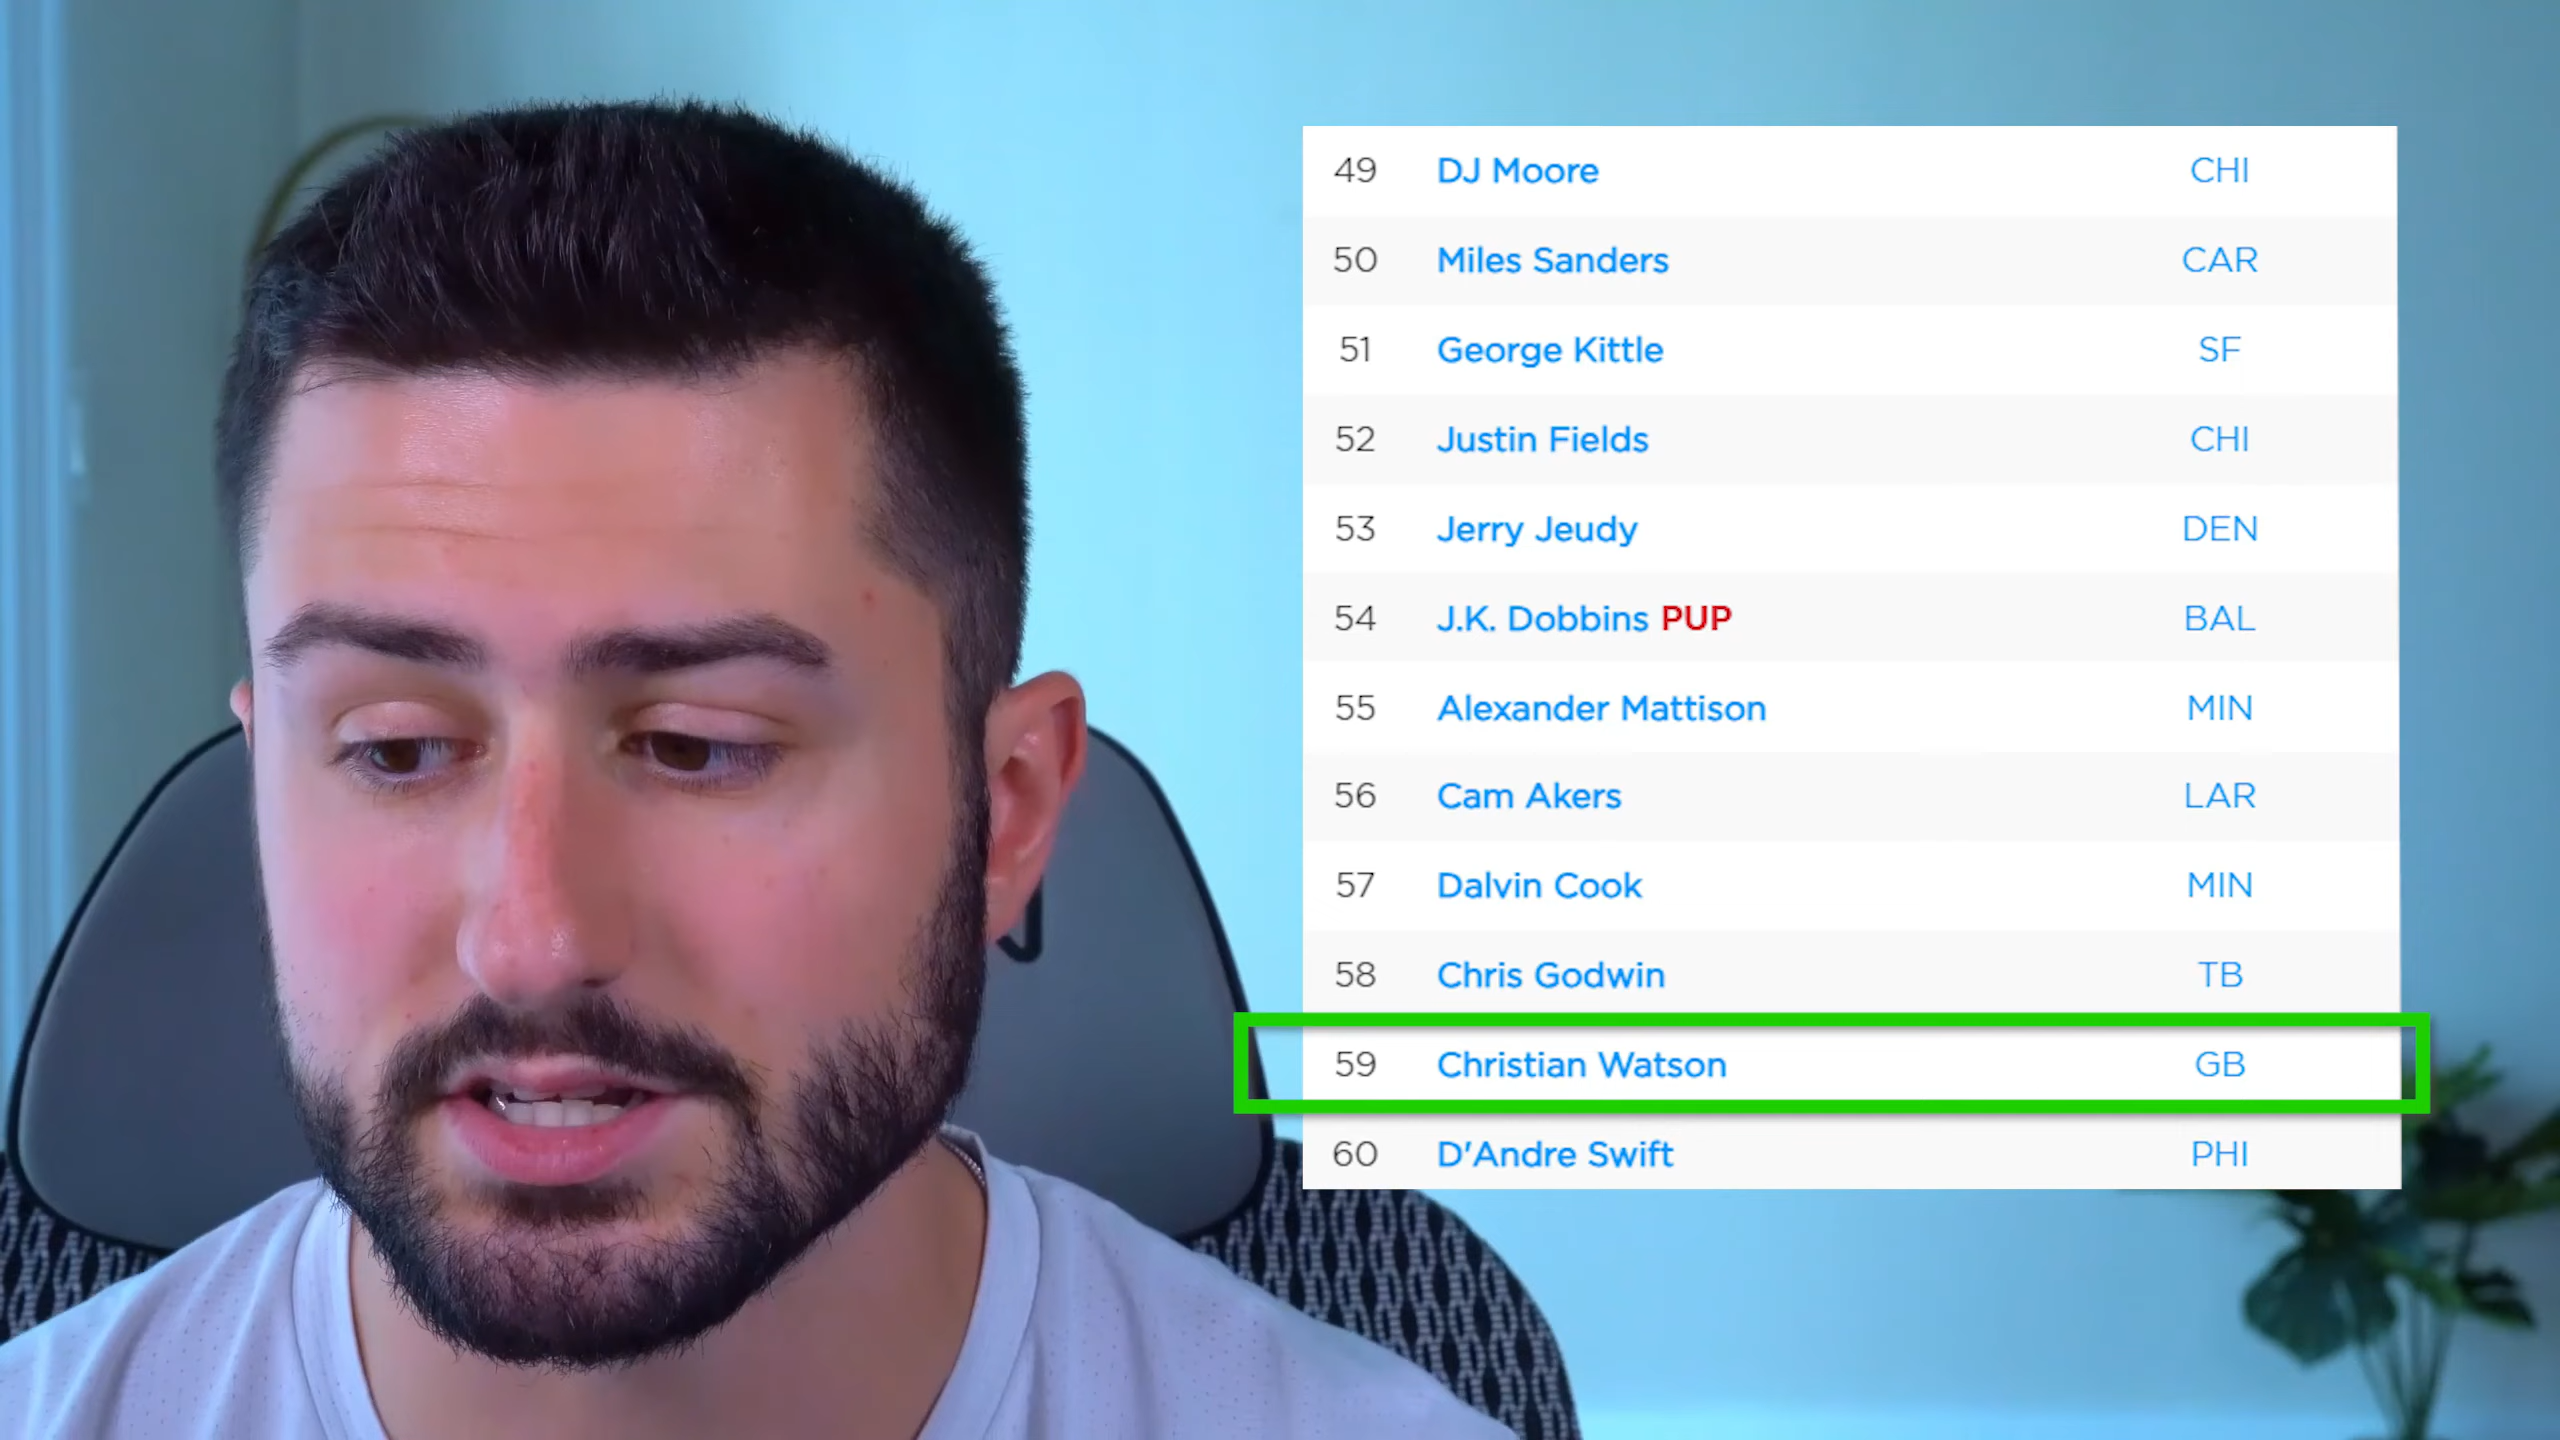 49 DJ Moore CHI
50 Miles Sanders CAR
51 George Kittle SF
52 Justin Fields CHI
53 Jerry Jeudy DEN
54 J.K. Dobbins PUP BAL
55 Alexander Mattison MIN
56 Cam Akers LAR
57 Dalvin Cook MIN
58 Chris Godwin TB
59 Christian Watson GB
60 D'Andre Swift PHI